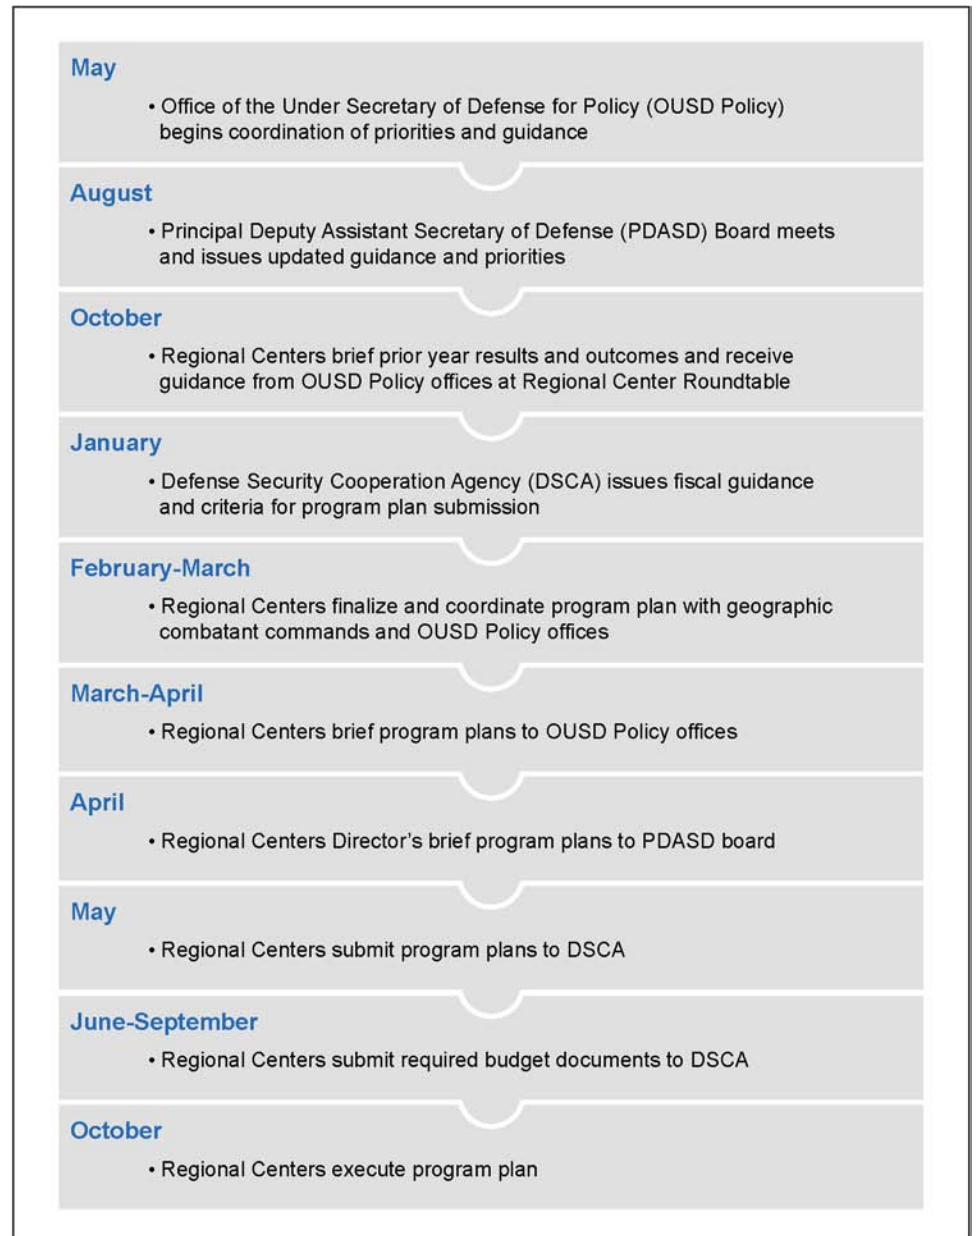 May
• Office of the Under Secretary of Defense for Policy (OUSD Policy)
begins coordination of priorities and guidance
August
• Principal Deputy Assistant Secretary of Defense (PDASD) Board meets
and issues updated guidance and priorities
October
• Regional Centers brief prior year results and outcomes and receive
guidance from OUSD Policy offices at Regional Center Roundtable
January
• Defense Security Cooperation Agency (DSCA) issues fiscal guidance
and criteria for program plan submission
February-March
• Regional Centers finalize and coordinate program plan with geographic
combatant commands and OUSD Policy offices
March-April
• Regional Centers brief program plans to OUSD Policy offices
April
• Regional Centers Director’s brief program plans to PDASD board
May
• Regional Centers submit program plans to DSCA
June-September
• Regional Centers submit required budget documents to DSCA
October
• Regional Centers execute program plan